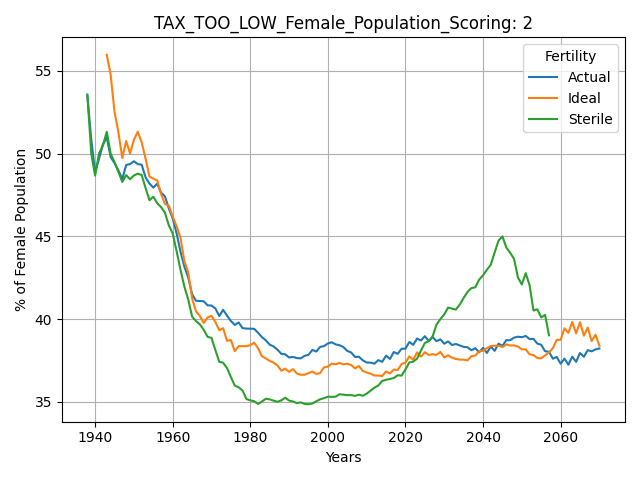 TAX_TOO_LOW_Female_Population_Scoring: 2
Fertility
Actual
Ideal
Sterile
% of Female Population
55
50
45
40
35
1940 1960 1980 2000 2020 2040 2060
Years